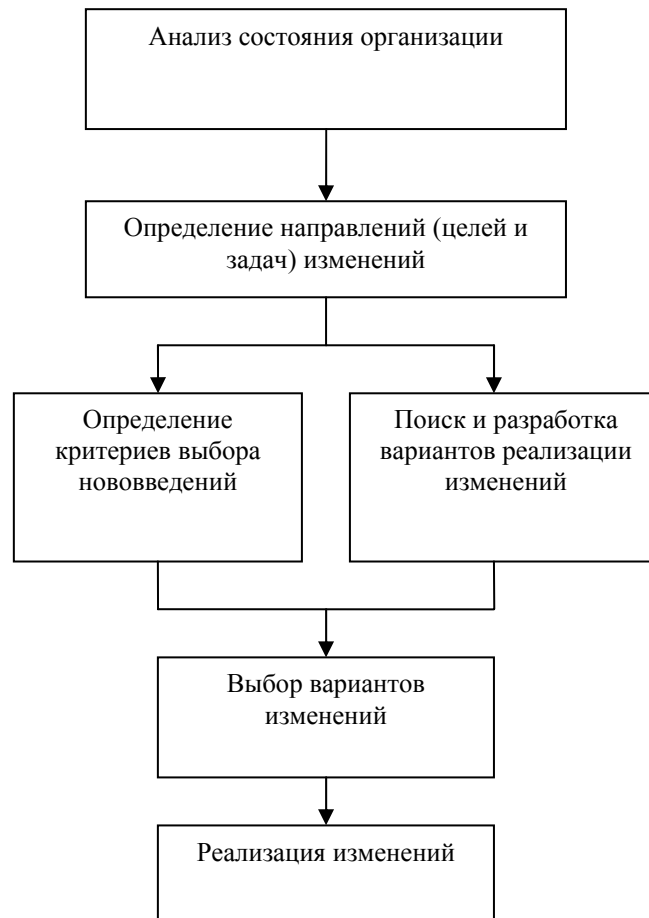 Анализ состояния организации
Определение направлений (целей и
задач) изменений
Определение
критериев выбора
нововведений
Поиск и разработка
вариантов реализации
изменений
Выбор вариантов
изменений
Реализация изменений